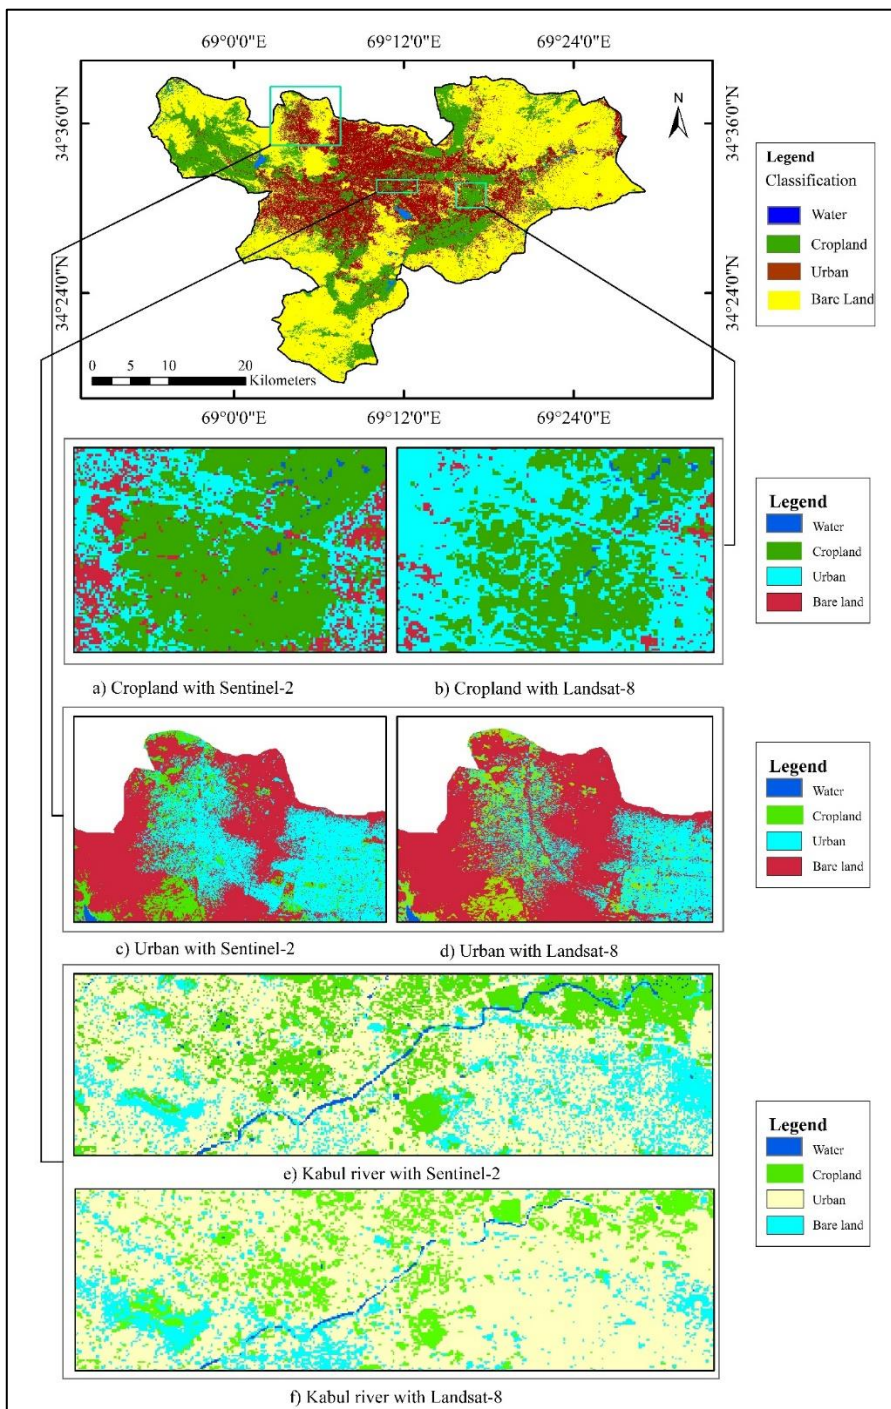 69°0'0"E
69°12'0"E
69°24'0"E
34°36'0"N
34°24'0"N
N
34°36'0"N
34°24'0"N
0 5 10 20
Kilometers
69°0'0"E
69°12'0"E
69°24'0"E
Legend
Classification
Water
Cropland
Urban
Bare Land
Legend
Water
Cropland
Urban
Bare land
a) Cropland with Sentinel-2
b) Cropland with Landsat-8
Legend
Water
Cropland
Urban
Bare land
c) Urban with Sentinel-2
d) Urban with Landsat-8
e) Kabul river with Sentinel-2
Legend
Water
Cropland
Urban
Bare land
f) Kabul river with Landsat-8